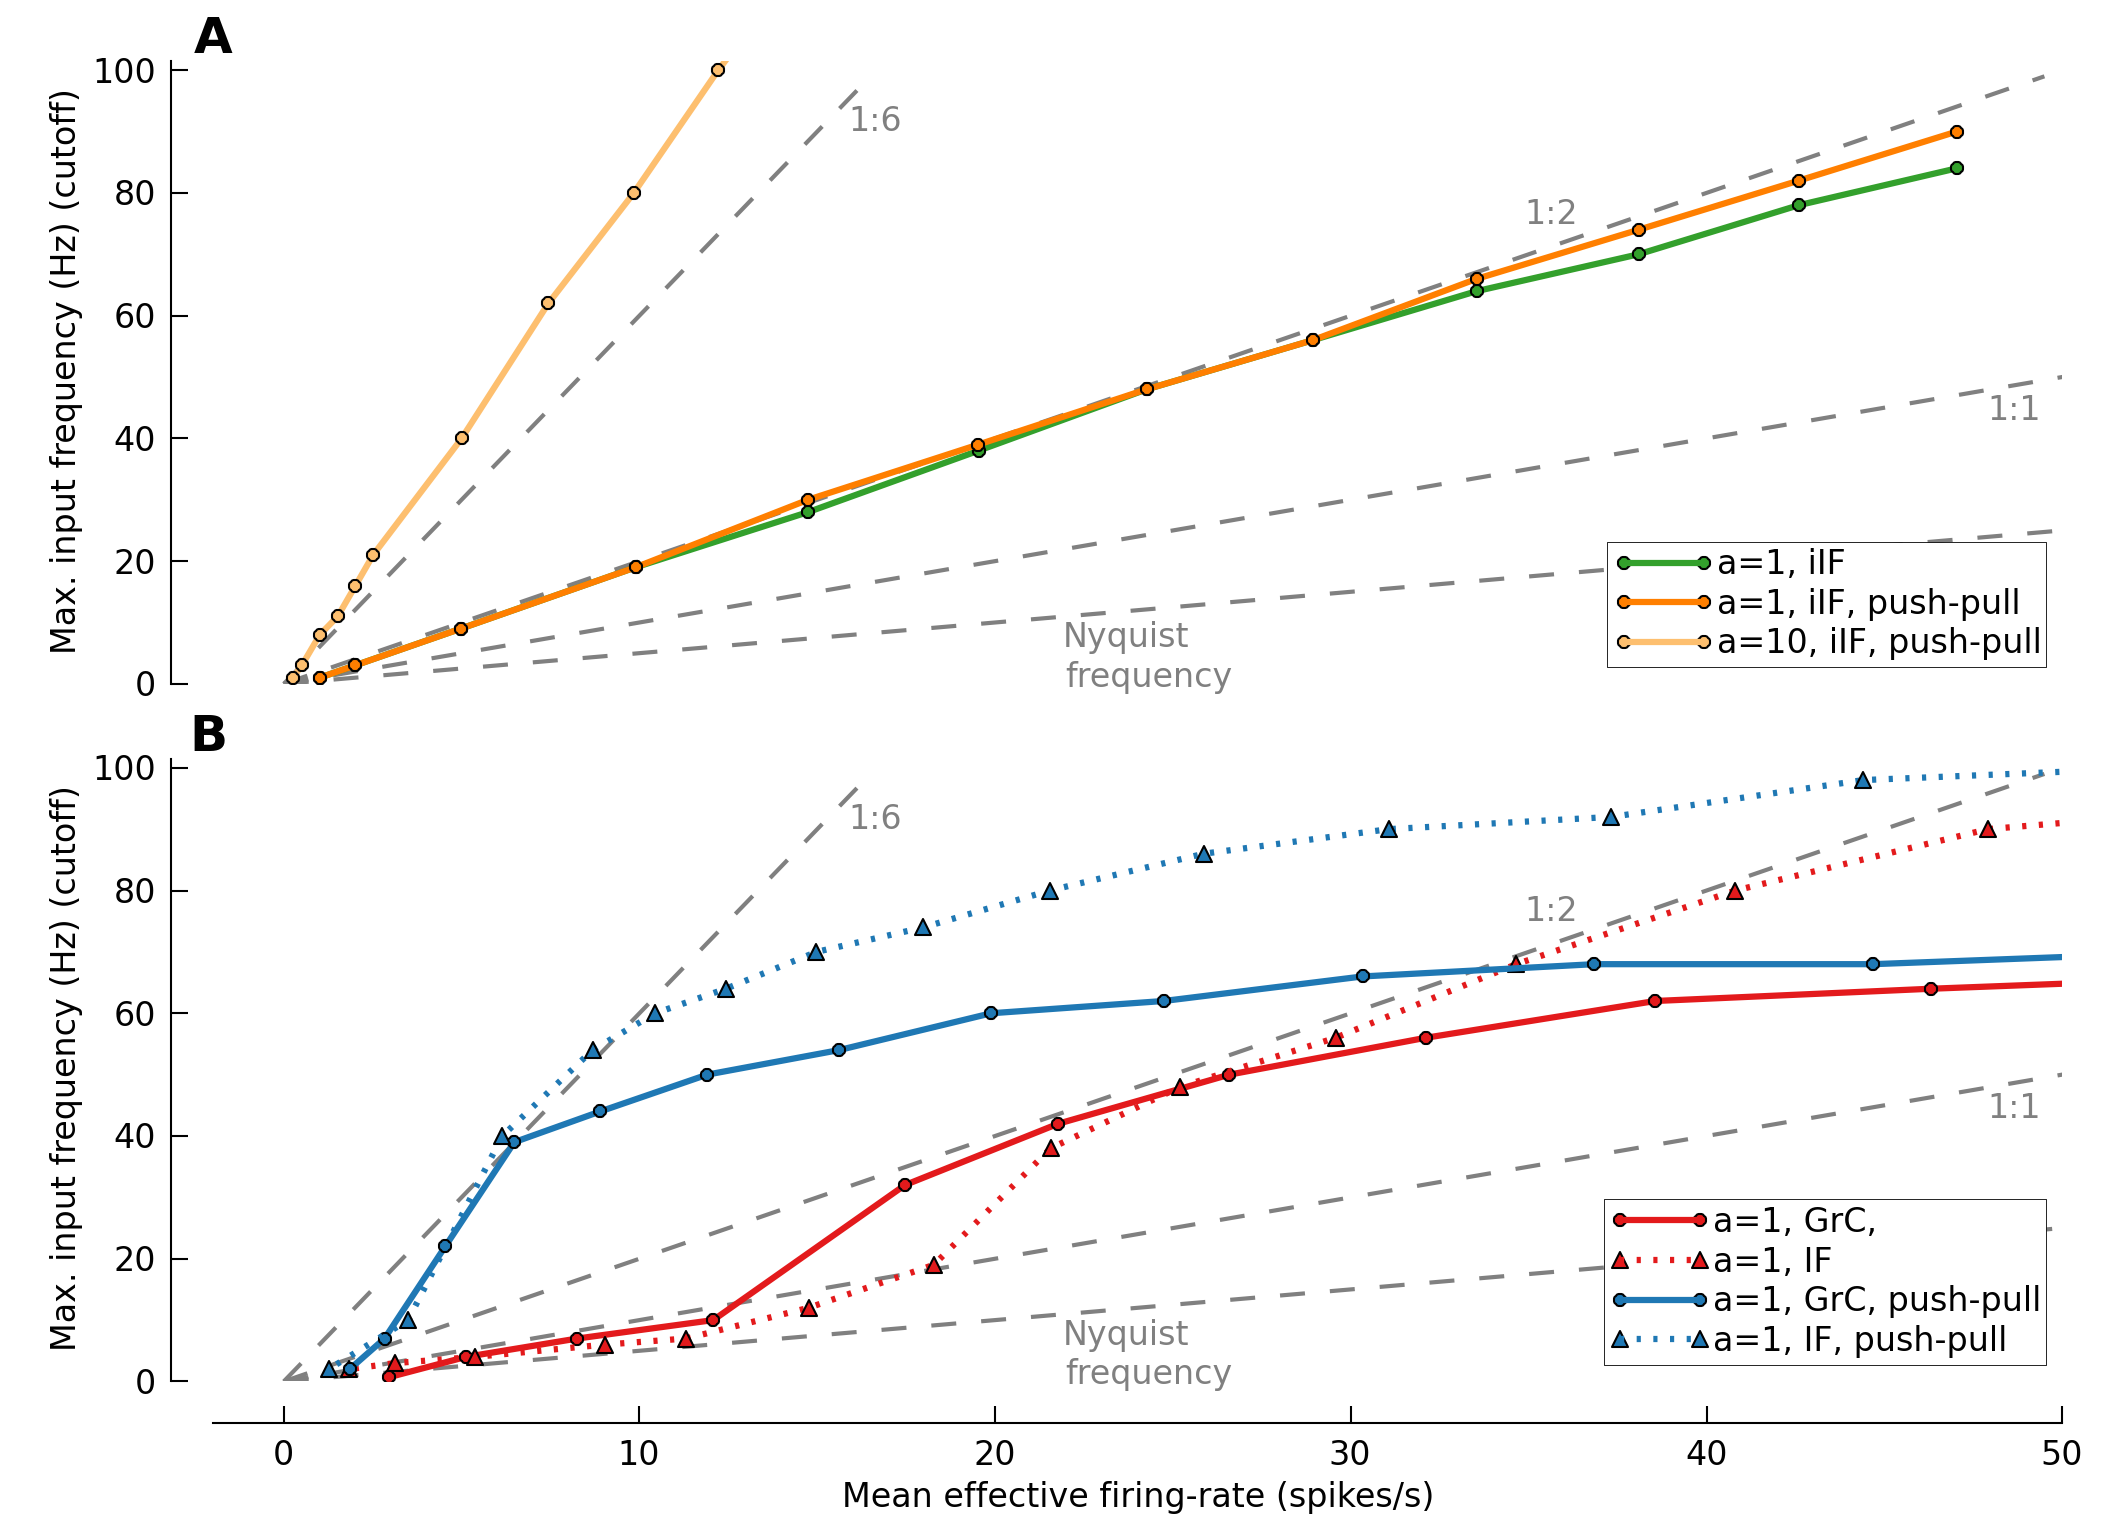 A
Max. input frequency (Hz) (cutoff)
100
80
60
40
20
0
1:6
1:2
1:1
Nyquist
frequency
a=1, iIF
a=1, iIF, push-pull
a=10, iIF, push-pull
B
Max. input frequency (Hz) (cutoff)
100
80
60
40
20
0
1:6
1:2
1:1
Nyquist
frequency
a=1, GrC,
a=1, IF
a=1, GrC, push-pull
a=1, IF, push-pull
0 10 20 30 40 50
Mean effective firing-rate (spikes/s)